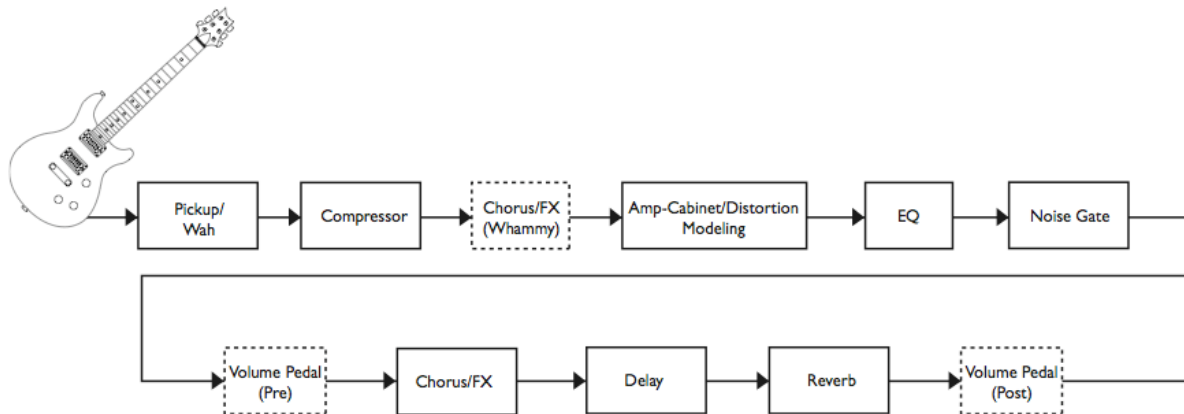 Pickup/
Wah
Compressor
Chorus/FX
(Whammy)
Amp-Cabinet/Distortion
Modeling
EQ
Noise Gate
Volume Pedal
(Pre)
Chorus/FX
Delay
Reverb
Volume Pedal
(Post)